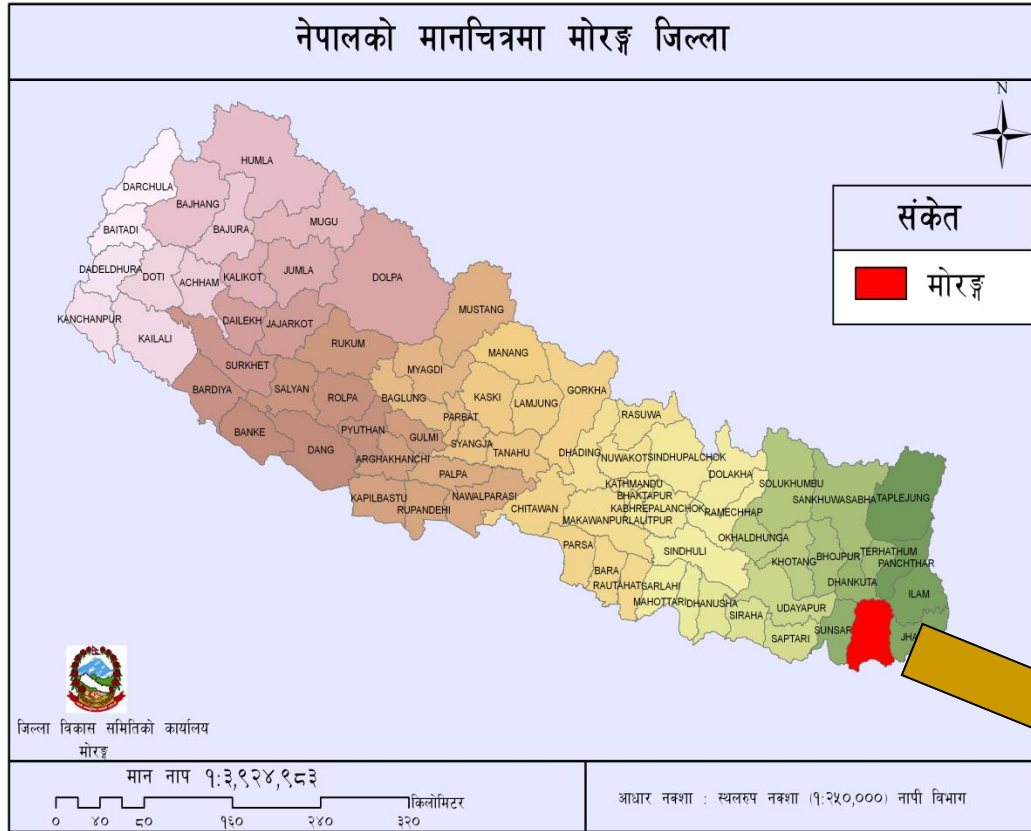 नेपालको मानचित्रमा मोरङ्ग जिल्ला
N
संकेत
मोरङ्ग
DARCHULA
HUMLA
BAJHANG
BAITADI
BAJURA
MUGU
DADELDHURA
DOTI
ACHHAM
KALIKOT
JUMLA
DOLPA
KANCHANPUR
KAILALI
DAILEKH
JAJARKOT
MUSTANG
RUKUM
MANANG
SURKHET
MYAGDI
GORKHA
BARDIYA
SALYAN
ROLPA
BAGLUNG
KASKI
LAMJUNG
PARBAT
RASUWA
BANKE
PYUTHAN
GULMI
SYANGJA
DANG
TANAHU
DHADING
NUWAKOT
SINDHUPALCHOK
ARGHAKHANCHI
PALPA
DOLAKHA
KATHMANDU
SOLUKHUMBU
BHAKTAPUR
KAPILBASTU
NAWALPARASI
SANKHUWASABHA
TAPLEJUNG
RUPANDEHI
CHITAWAN
KABHREPALANCHOK
RAMECHHAP
MAKAWANPUR
LALITPUR
OKHALDHUNGA
PARSA
SINDHULI
KHOTANG
BHOJPUR
TERHATHUM
PANCHTHAR
BARA
DHANKUTA
RAUTAHAT
SARLAHI
ILAM
MAHOTTARI
DHANUSHA
SIRAHA
UDAYAPUR
SAPTARI
SUNSARI
जिल्ला विकास समितिको कार्यालय
मोरङ्ग
मान नाप १:३,९२४,९८३
किलोमिटर
० ४० ८० १६० २४० ३२०
आधार नक्शा : स्थलरुप नक्शा (१:२५०,०००) नापी विभाग